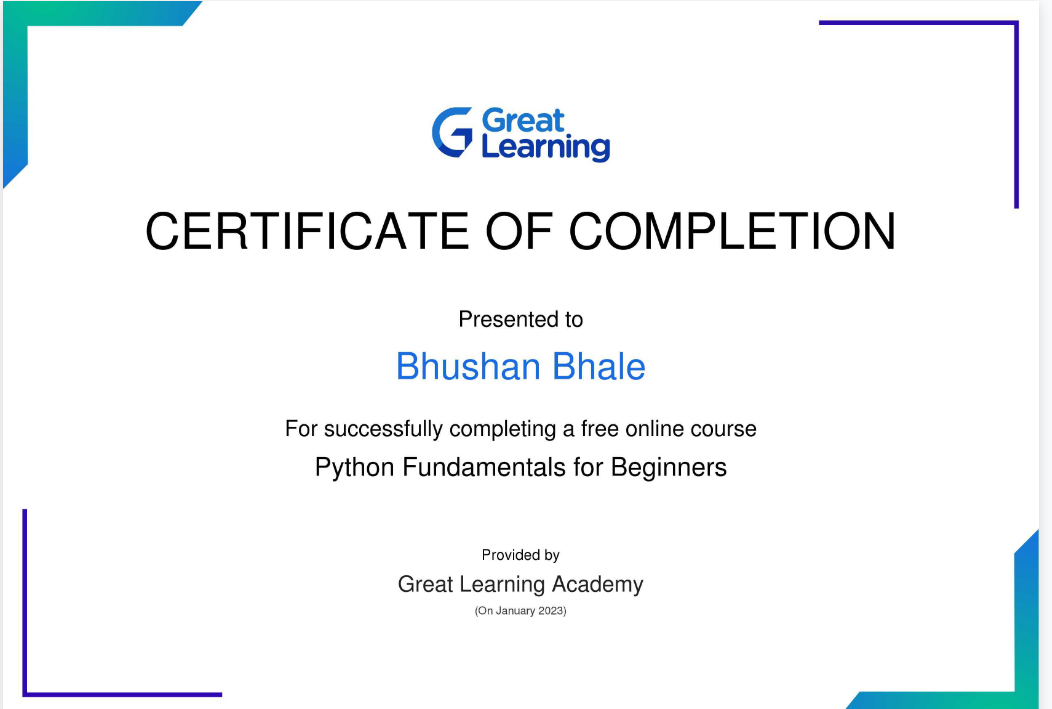 Great
Learning
CERTIFICATE OF COMPLETION
Presented to
Bhushan Bhale
For successfully completing a free online course
Python Fundamentals for Beginners
Provided by
Great Learning Academy
(On January 2023)